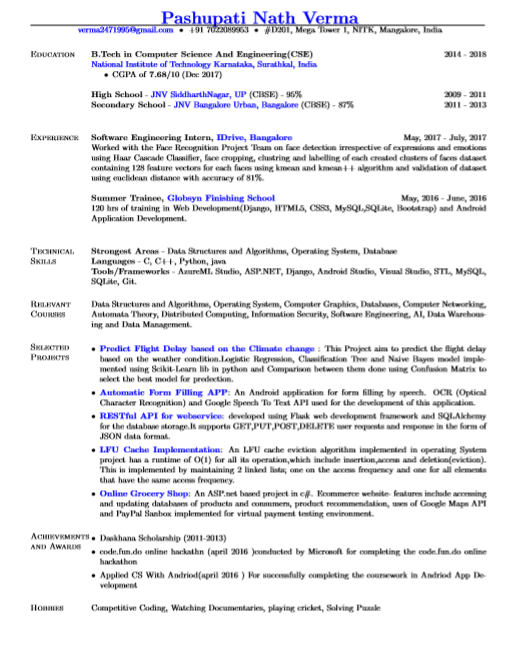 Pashupati Nath Verma
verma2471995@gmail.com • +91 7022089953 • #D201, Mega Tower 1, NITK, Mangalore, India
Education B.Tech in Computer Science And Engineering(CSE) 2014 - 2018
National Institute of Technology Karnataka, Surathkal, India
• CGPA of 7.68/10 (Dec 2017)
High School - JNV SiddharthNagar, UP (CBSE) - 95% 2009 - 2011
Secondary School - JNV Bangalore Urban, Bangalore (CBSE) - 87% 2011 - 2013
Experience Software Engineering Intern, IDrive, Bangalore May, 2017 - July, 2017
Worked with the Face Recognition Project Team on face detection irrespective of expressions and emotions
using Haar Cascade Classifier, face cropping, clustring and labelling of each created clusters of faces dataset
containing 128 feature vectors for each faces using kmean and kmean++ algorithm and validation of dataset
using euclidean distance with accuracy of 81%.
Summer Trainee, Globsyn Finishing School May, 2016 - June, 2016
120 hrs of training in Web Development(Django, HTML5, CSS3, MySQL,SQLite, Bootstrap) and Android
Application Development.
Technical Strongest Areas - Data Structures and Algorithms, Operating System, Database
Skills Languages - C, C++, Python, java
Tools/Frameworks - AzureML Studio, ASP.NET, Django, Android Studio, Visual Studio, STL, MySQL,
SQLite, Git.
Relevant Data Structures and Algorithms, Operating System, Computer Graphics, Databases, Computer Networking,
Courses Automata Theory, Distributed Computing, Information Security, Software Engineering, AI, Data Warehous-
ing and Data Management.
Selected • Predict Flight Delay based on the Climate change : This Project aim to predict the flight delay
Projects based on the weather condition.Logistic Regression, Classification Tree and Naive Bayes model imple-
mented using Scikit-Learn lib in python and Comparison between them done using Confusion Matrix to
select the best model for predection.
• Automatic Form Filling APP: An Android application for form filling by speech. OCR (Optical
Character Recognition) and Google Speech To Text API used for the development of this application.
• RESTful API for webservice: developed using Flask web development framework and SQLAlchemy
for the database storage.It supports GET,PUT,POST,DELETE user requests and response in the form of
JSON data format.
• LFU Cache Implementation: An LFU cache eviction algorithm implemented in operating System
project has a runtime of O(1) for all its operation,which include insertion,access and deletion(eviction).
This is implemented by maintaining 2 linked lists; one on the access frequency and one for all elements
that have the same access frequency.
• Online Grocery Shop: An ASP.net based project in c#. Ecommerce website features include accessing
and updating databases of products and consumers, product recommendation, uses of Google Maps API
and PayPal Sanbox implemented for virtual payment testing environment.
Achievements • Dashana Scholarship (2011-2013)
and Awards • code.fun.do online hackathn (april 2016 )conducted by Microsoft for completing the code.fun.do online
hackathon
• Applied CS With Andriod(april 2016 ) For successfully completing the coursework in Andriod App De-
velopment
Hobbies Competitive Coding, Watching Documentaries, playing cricket, Solving Puzzle